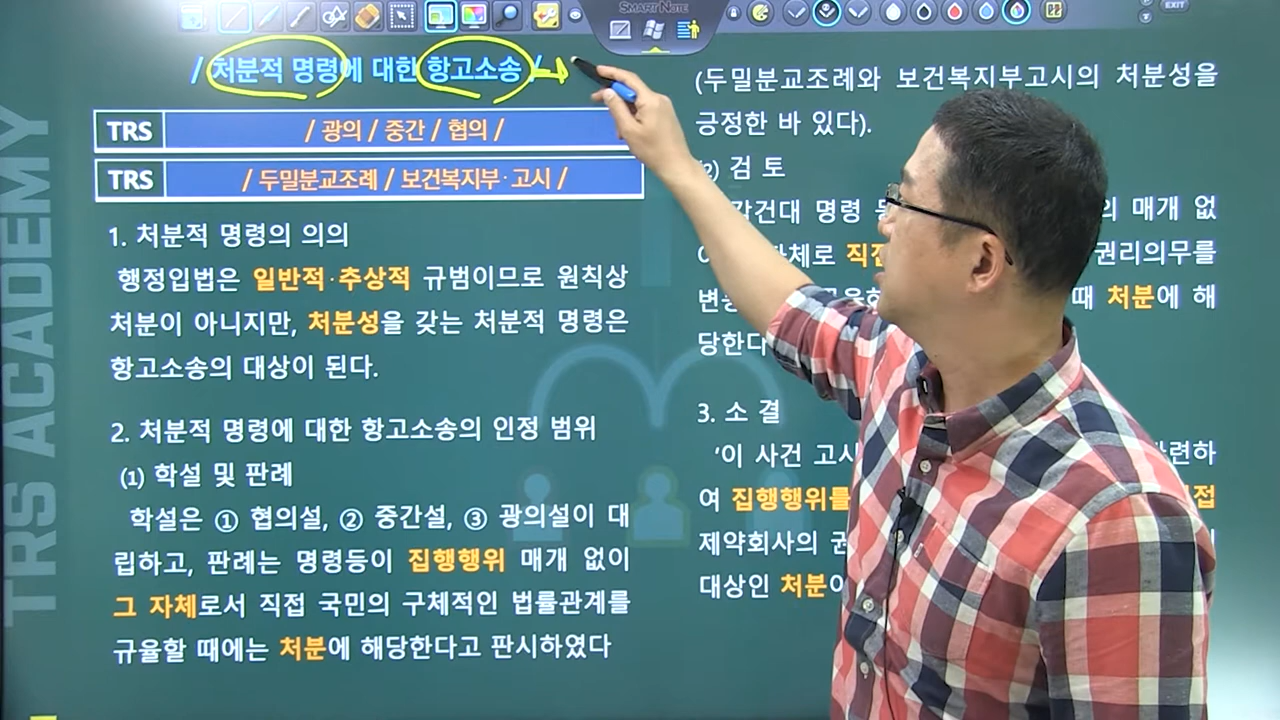 SMART NOTE
EXIT
/ 처분적 명령에 대한 항고소송 /
TRS / 광의 / 중간 / 협의 /
TRS / 두밀분교조례 / 보건복지부·고시 /
1. 처분적 명령의 의의
행정입법은 일반적·추상적 규범이므로 원칙상
처분이 아니지만, 처분성을 갖는 처분적 명령은
항고소송의 대상이 된다.
2. 처분적 명령에 대한 항고소송의 인정 범위
(1) 학설 및 판례
학설은 ① 협의설, ② 중간설, ③ 광의설이 대
립하고, 판례는 명령등이 집행행위 매개 없이
그 자체로서 직접 국민의 구체적인 법률관계를
규율할 때에는 처분에 해당한다고 판시하였다
(두밀분교조례와 보건복지부고시의 처분성을
긍정한 바 있다).
(2) 검 토
명령 매개 없
권리의무를
때 처분에 해
당한다
3. 소 결
'이 사건
여 집행행위를
제약회사의
대상인
TRS ACADEMY